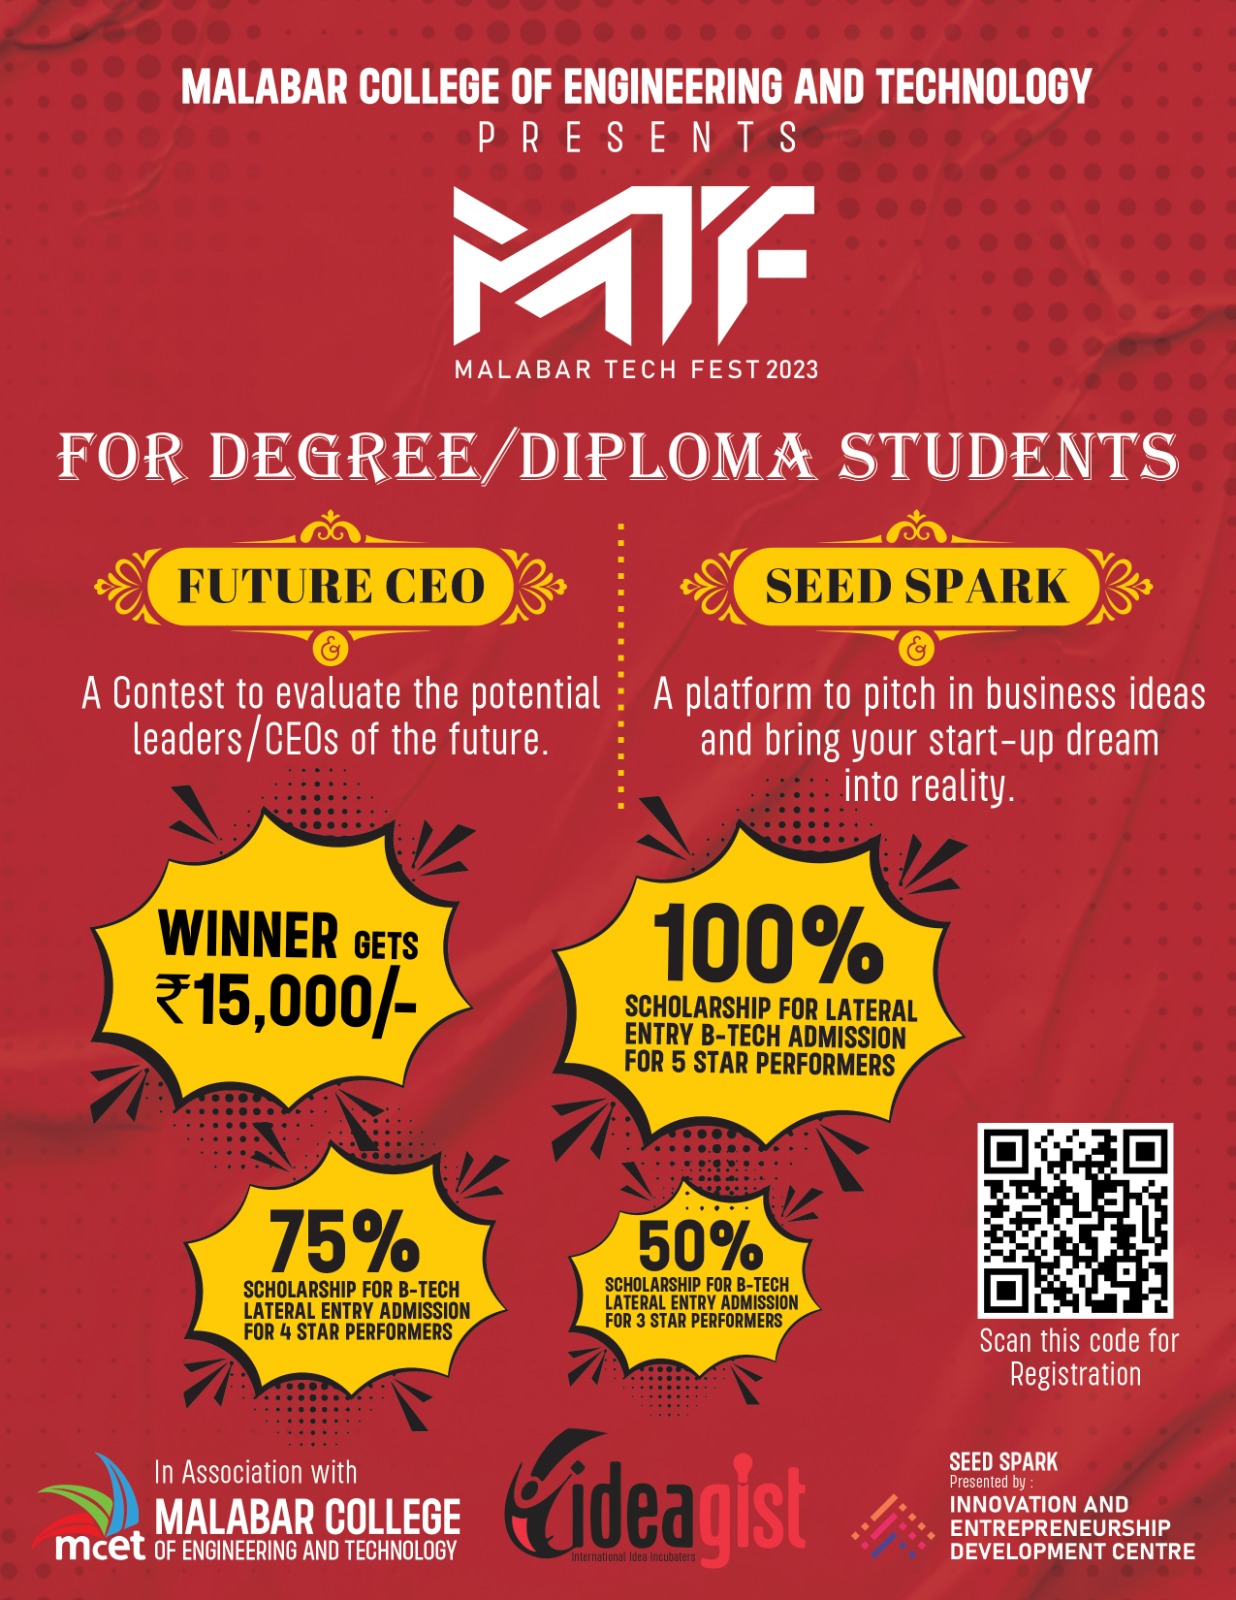 MALABAR COLLEGE OF ENGINEERING AND TECHNOLOGY
PRESENTS
MTF
MALABAR TECH FEST 2023
FOR DEGREE/DIPLOMA STUDENTS
FUTURE CEO
&
A Contest to evaluate the potential
leaders/CEOs of the future.
SEED SPARK
&
A platform to pitch in business ideas
and bring your start-up dream
into reality.
WINNER GETS
₹15,000/-
100%
SCHOLARSHIP FOR LATERAL
ENTRY B-TECH ADMISSION
FOR 5 STAR PERFORMERS
75%
SCHOLARSHIP FOR B-TECH
LATERAL ENTRY ADMISSION
FOR 4 STAR PERFORMERS
50%
SCHOLARSHIP FOR B-TECH
LATERAL ENTRY ADMISSION
FOR 3 STAR PERFORMERS
Scan this code for
Registration
mcet
In Association with
MALABAR COLLEGE
OF ENGINEERING AND TECHNOLOGY
ideagist
International Idea Incubaters
SEED SPARK
Presented by :
INNOVATION AND
ENTREPRENEURSHIP
DEVELOPMENT CENTRE